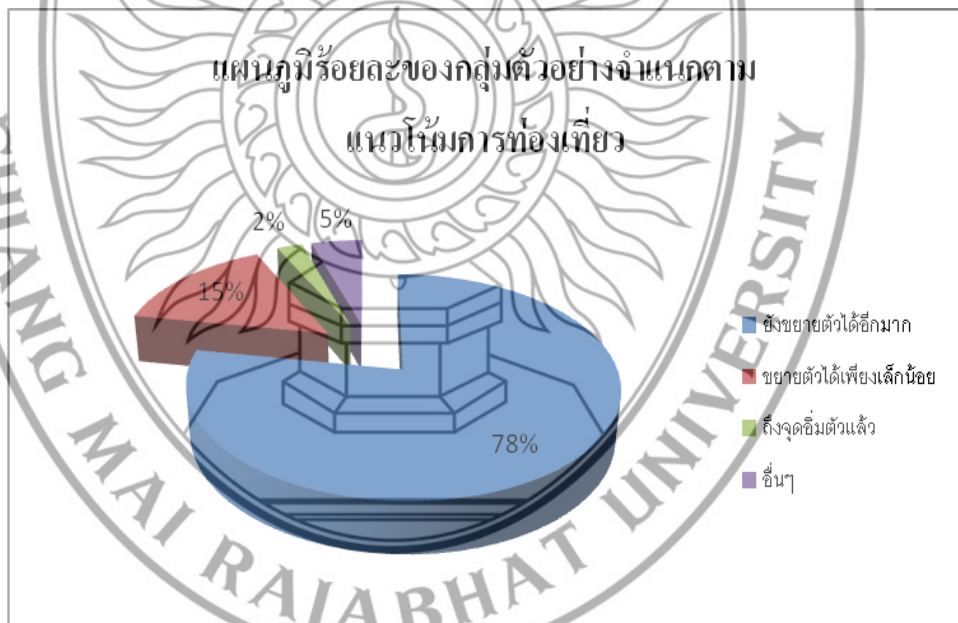 แผนภูมิร้อยละของกลุ่มตัวอย่างจำแนกตาม
แนวโน้มการท่องเที่ยว
2%
5%
15%
78%
ยังขยายตัวได้อีกมาก
ขยายตัวได้เพียงเล็กน้อย
ถึงจุดอิ่มตัวแล้ว
อื่นๆ
CHIANG MAI RAJABHAT UNIVERSITY